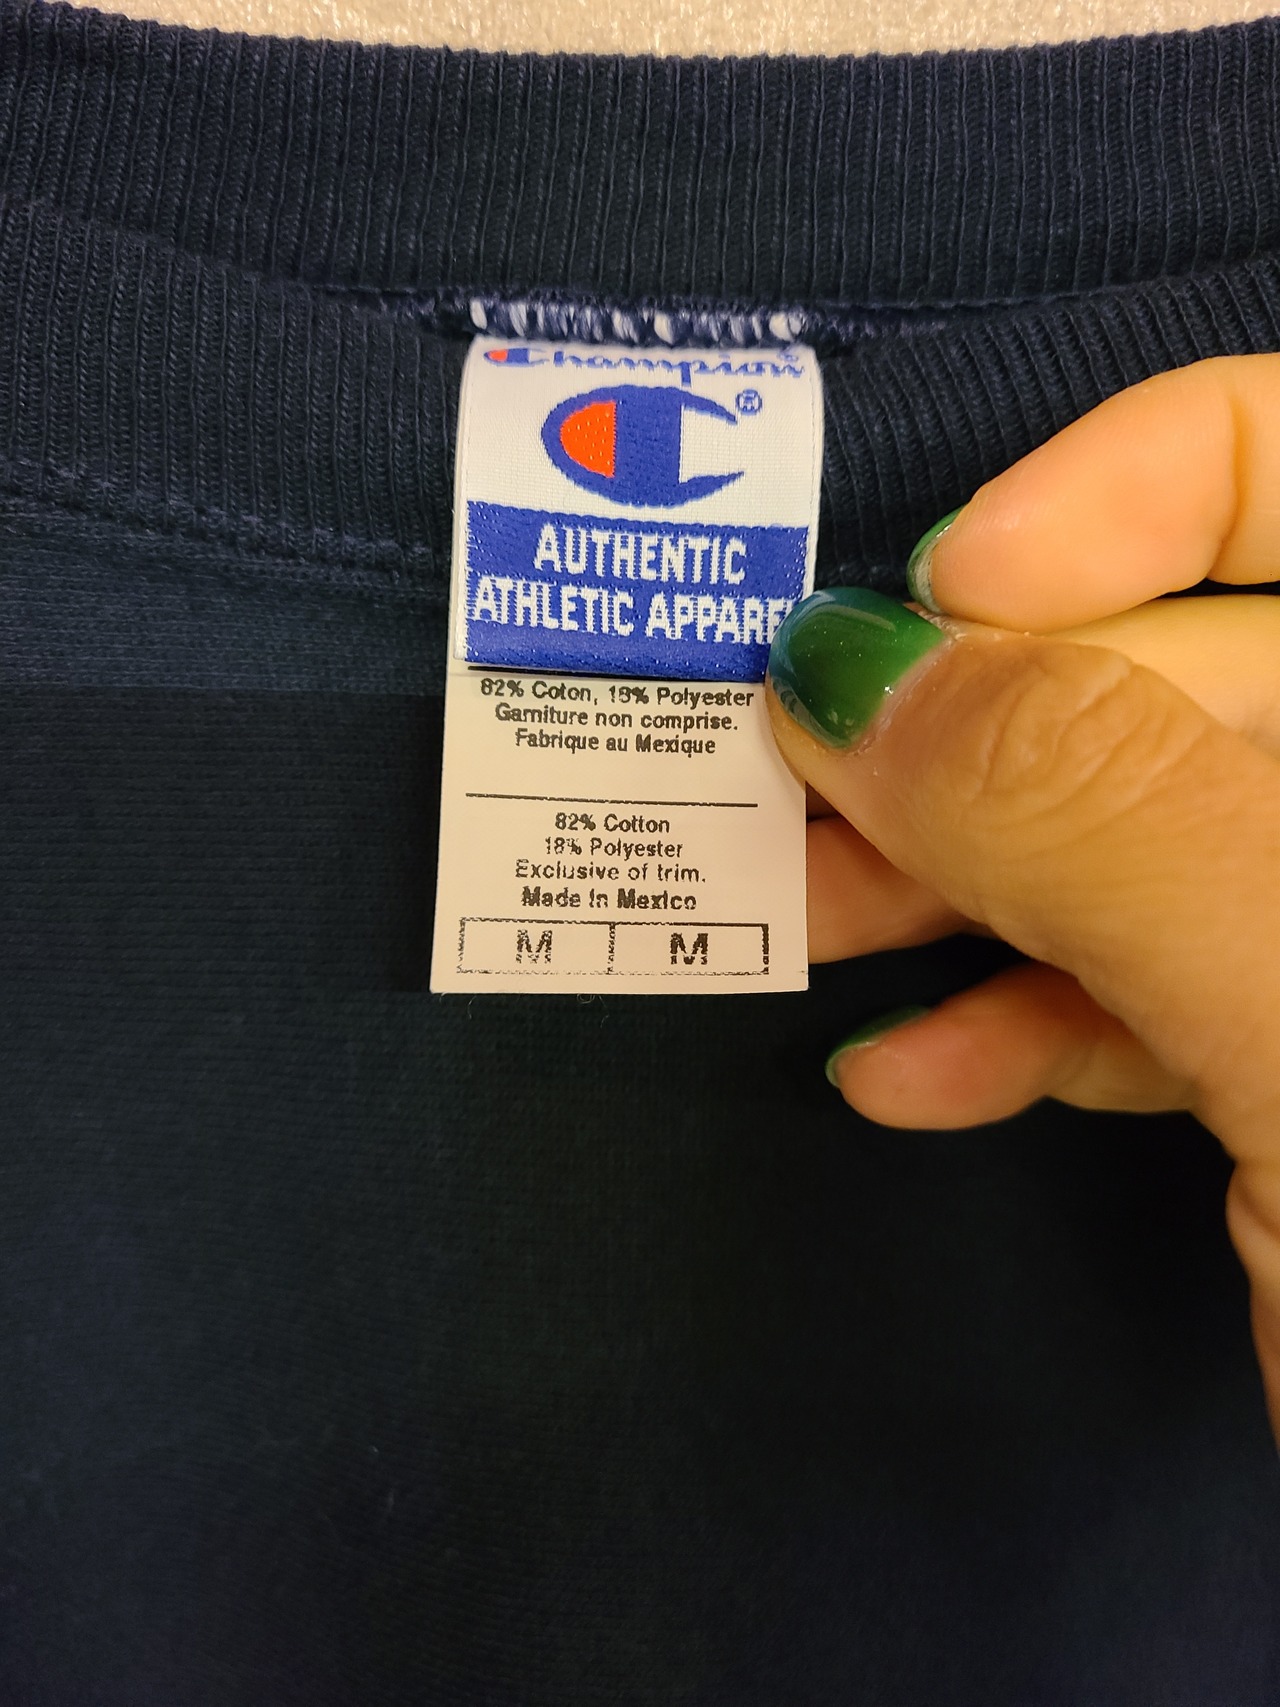 Champion
®
AUTHENTIC
ATHLETIC APPARE
82% Coton, 18% Polyester
Garniture non comprise.
Fabrique au Mexique
82% Cotton
18% Polyester
Exclusive of trim.
Made in Mexico
M M